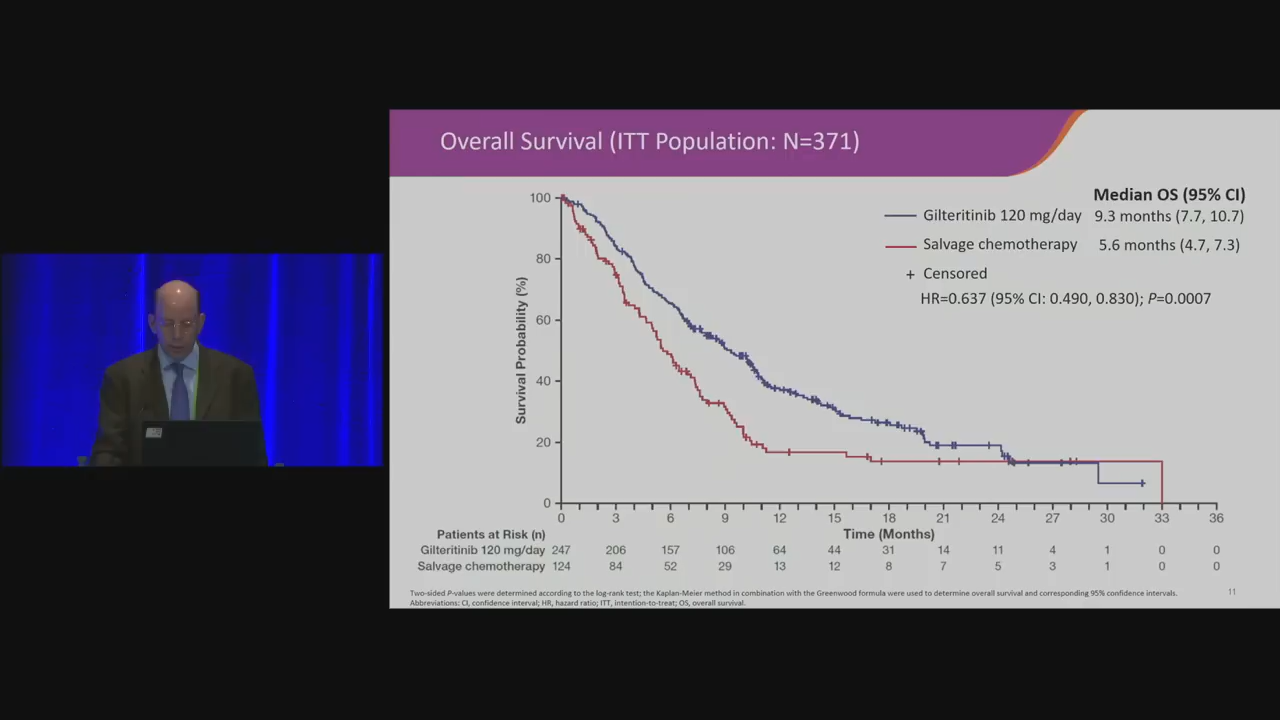 Overall Survival (ITT Population: N=371)
Median OS (95% CI)
Gilteritinib 120 mg/day 9.3 months (7.7, 10.7)
Salvage chemotherapy 5.6 months (4.7, 7.3)
+ Censored
HR=0.637 (95% CI: 0.490, 0.830); P=0.0007
Survival Probability (%)
100
80
60
40
20
0
0 3 6 9 12 15 18 21 24 27 30 33 36
Time (Months)
Patients at Risk (n)
Gilteritinib 120 mg/day 247 206 157 106 64 44 31 14 11 4 1 0 0
Salvage chemotherapy 124 84 52 29 13 12 8 7 5 3 1 0 0
Two-sided P-values were determined according to the log-rank test; the Kaplan-Meier method in combination with the Greenwood formula were used to determine overall survival and corresponding 95% confidence intervals.
Abbreviations: CI, confidence interval; HR, hazard ratio; ITT, intention-to-treat; OS, overall survival.
11